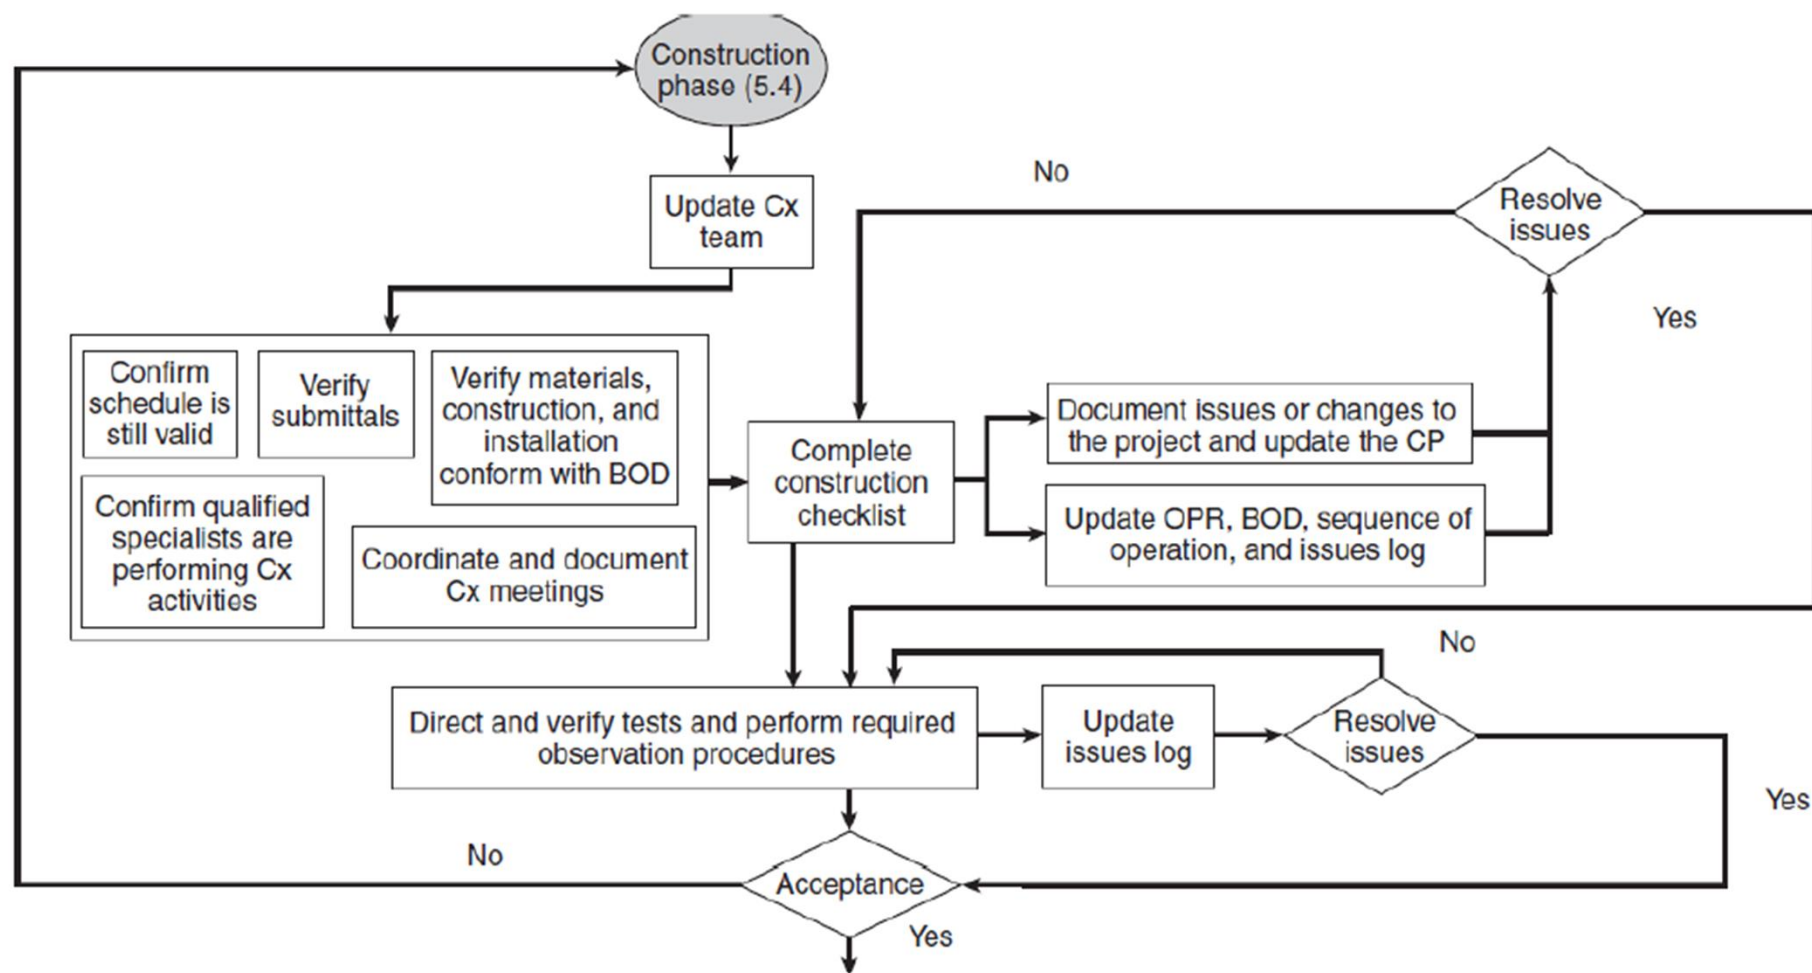 Construction
phase (5.4)
Update Cx
team
No
Resolve
issues
Yes
Confirm
schedule is
still valid
Verify
submittals
Verify materials,
construction, and
installation
conform with BOD
Confirm qualified
specialists are
performing Cx
activities
Coordinate and document
Cx meetings
Complete
construction
checklist
Document issues or changes to
the project and update the CP
Update OPR, BOD, sequence of
operation, and issues log
No
Direct and verify tests and perform required
observation procedures
Update
issues log
Resolve
issues
Yes
No
Acceptance
Yes